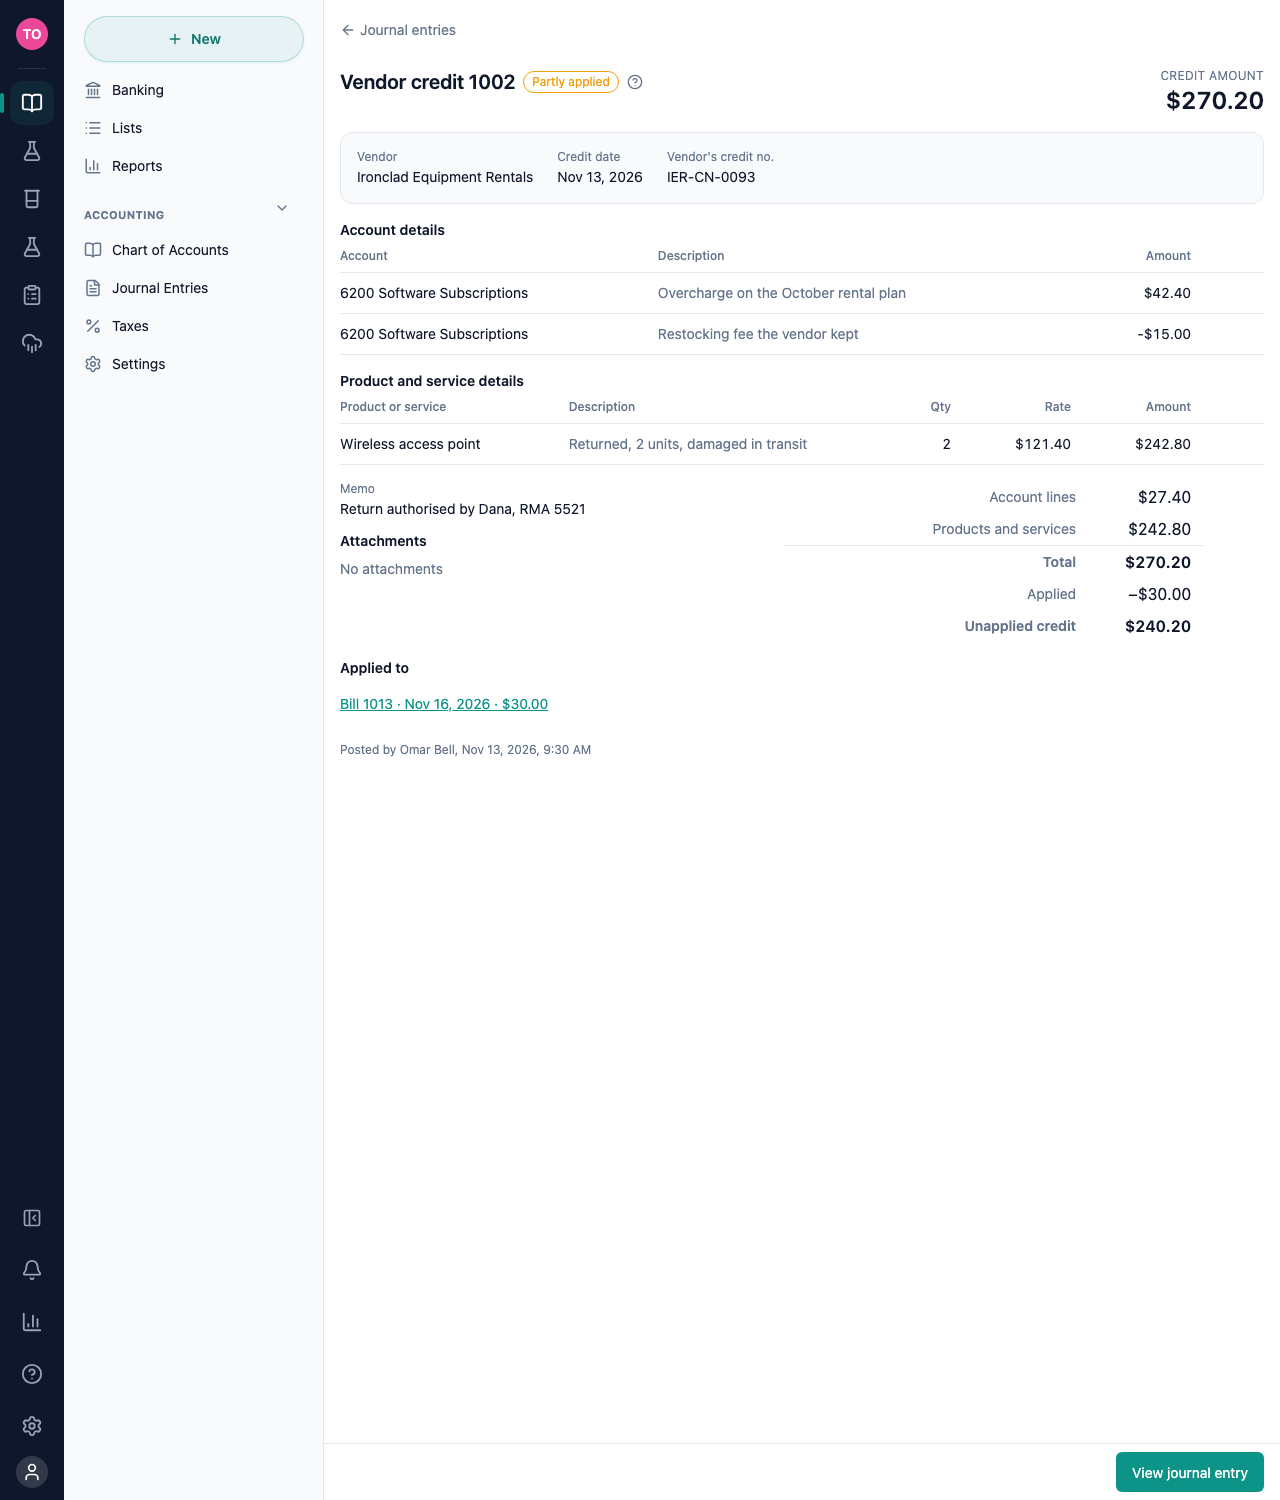 TO
New
Banking
Lists
Reports
ACCOUNTING
Chart of Accounts
Journal Entries
Taxes
Settings
Journal entries
Vendor credit 1002 Partly applied
CREDIT AMOUNT
$270.20
Vendor Credit date Vendor's credit no.
Ironclad Equipment Rentals Nov 13, 2026 IER-CN-0093
Account details
Account Description Amount
6200 Software Subscriptions Overcharge on the October rental plan $42.40
6200 Software Subscriptions Restocking fee the vendor kept -$15.00
Product and service details
Product or service Description Qty Rate Amount
Wireless access point Returned, 2 units, damaged in transit 2 $121.40 $242.80
Memo
Return authorised by Dana, RMA 5521
Attachments
No attachments
Account lines $27.40
Products and services $242.80
Total $270.20
Applied –$30.00
Unapplied credit $240.20
Applied to
Bill 1013 · Nov 16, 2026 · $30.00
Posted by Omar Bell, Nov 13, 2026, 9:30 AM
View journal entry